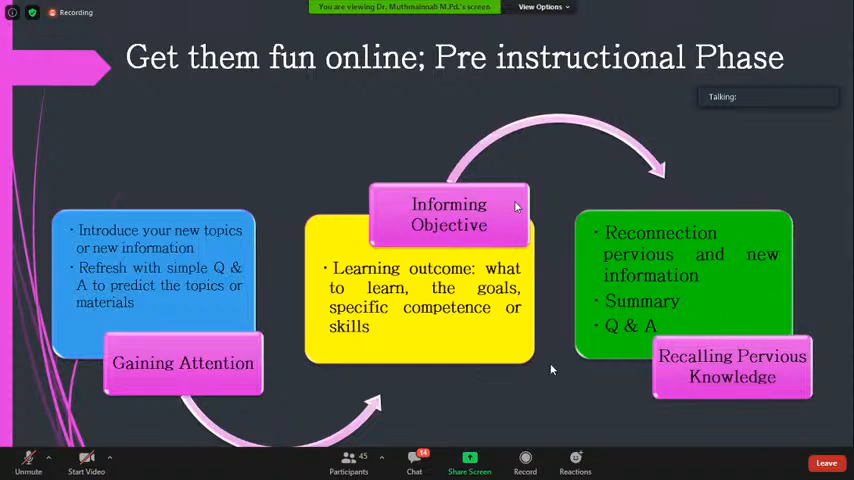 Recording
You are viewing Dr. Muthmainnah M.Pd.'s screen
View Options
Get them fun online; Pre instructional Phase
Talking:
· Introduce your new topics
or new information
· Refresh with simple Q &
A to predict the topics or
materials
Gaining Attention
Informing
Objective
· Learning outcome: what
to learn, the goals,
specific competence or
skills
· Reconnection
pervious and new
information
· Summary
· Q & A
Recalling Pervious
Knowledge
Unmute
Start Video
45
Participants
14
Chat
Share Screen
Record
Reactions
Leave